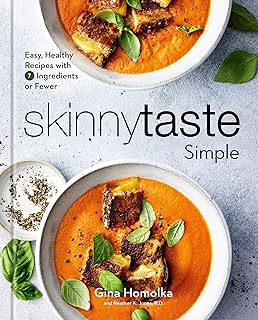 Easy, Healthy
Recipes with
7 Ingredients
or Fewer
skinnytaste
Simple
Gina Homolka
and Heather K. Jones, R.D.